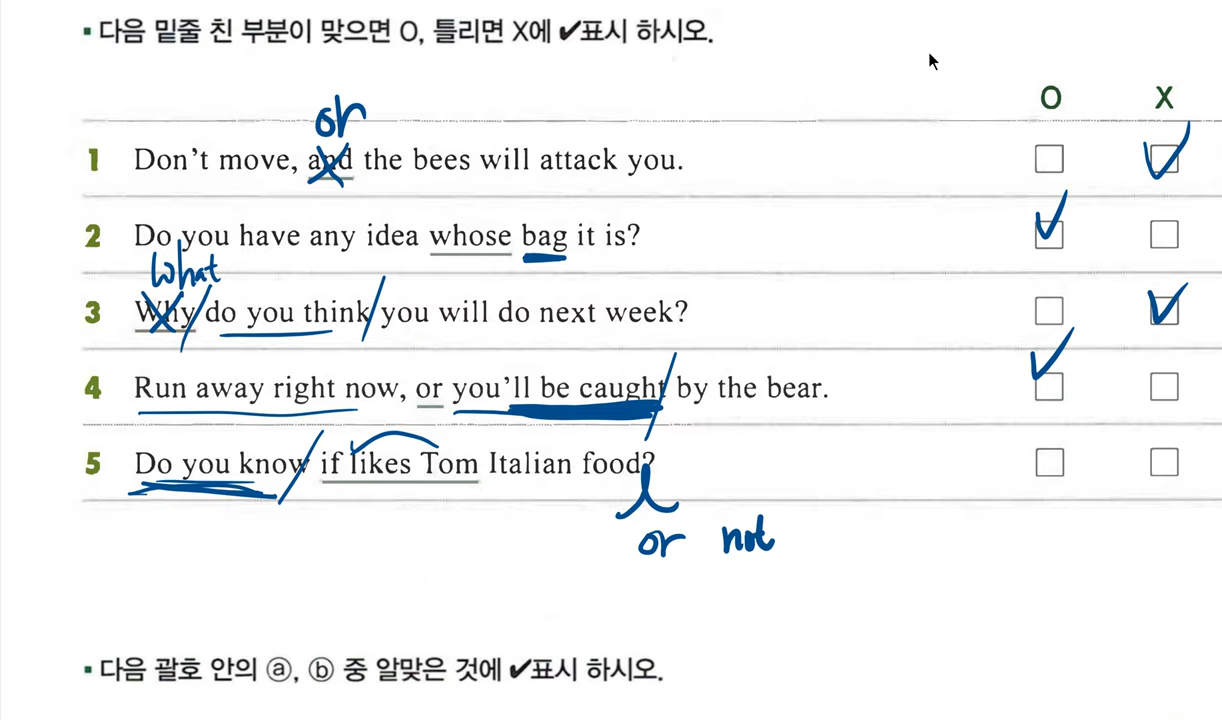 ▪ 다음 밑줄 친 부분이 맞으면 O, 틀리면 X에 ✔표시 하시오.
O X
or
1 Don't move, and the bees will attack you.
2 Do you have any idea whose bag it is?
What
3 Why do you think you will do next week?
4 Run away right now, or you'll be caught by the bear.
5 Do you know if likes Tom Italian food?
or not
▪ 다음 괄호 안의 ⓐ, ⓑ 중 알맞은 것에 ✔표시 하시오.